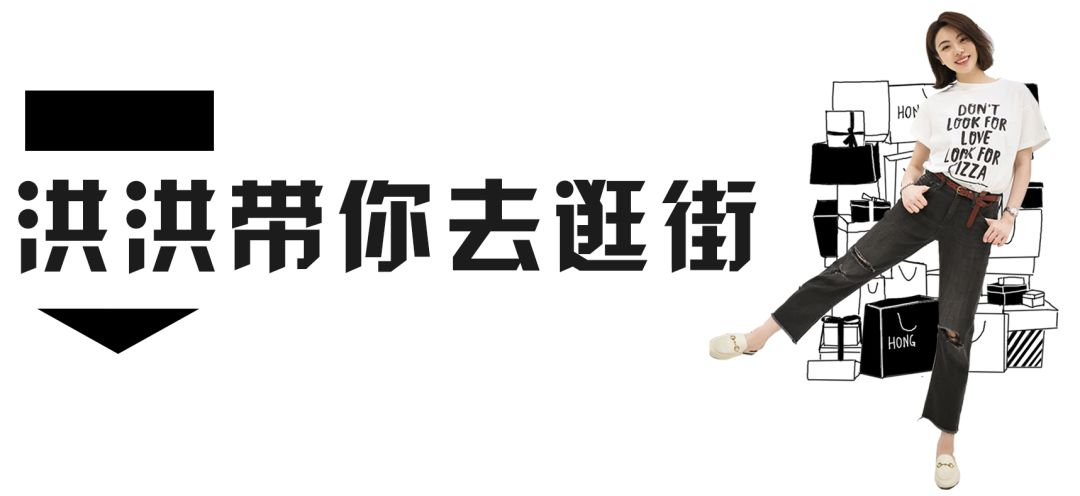 洪洪带你去逛街
HONG
DON'T
LOOK FOR
LOVE
LOOK FOR
PIZZA
HONG